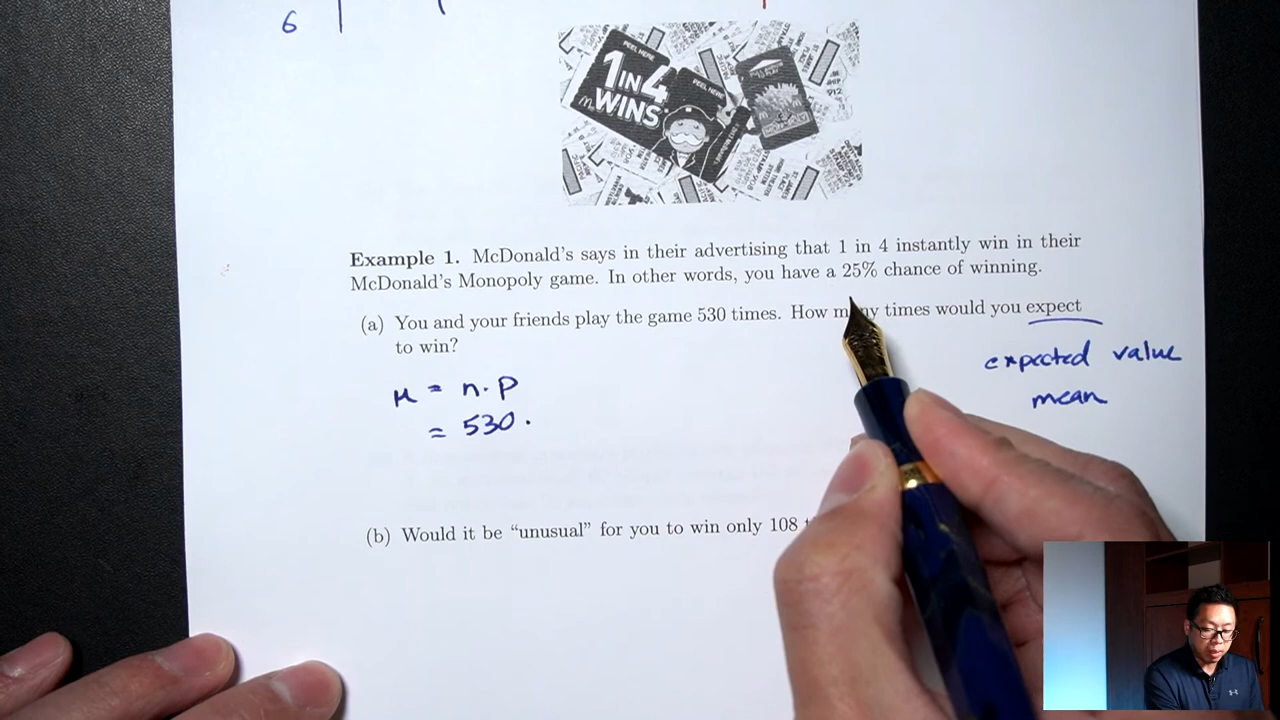 6
PEEL HERE
1 IN 4
WINS
PEEL HERE
Example 1. McDonald's says in their advertising that 1 in 4 instantly win in their
McDonald's Monopoly game. In other words, you have a 25% chance of winning.
(a) You and your friends play the game 530 times. How many times would you expect
to win?
expected value
mean
μ = n·p
= 530·
(b) Would it be “unusual” for you to win only 108